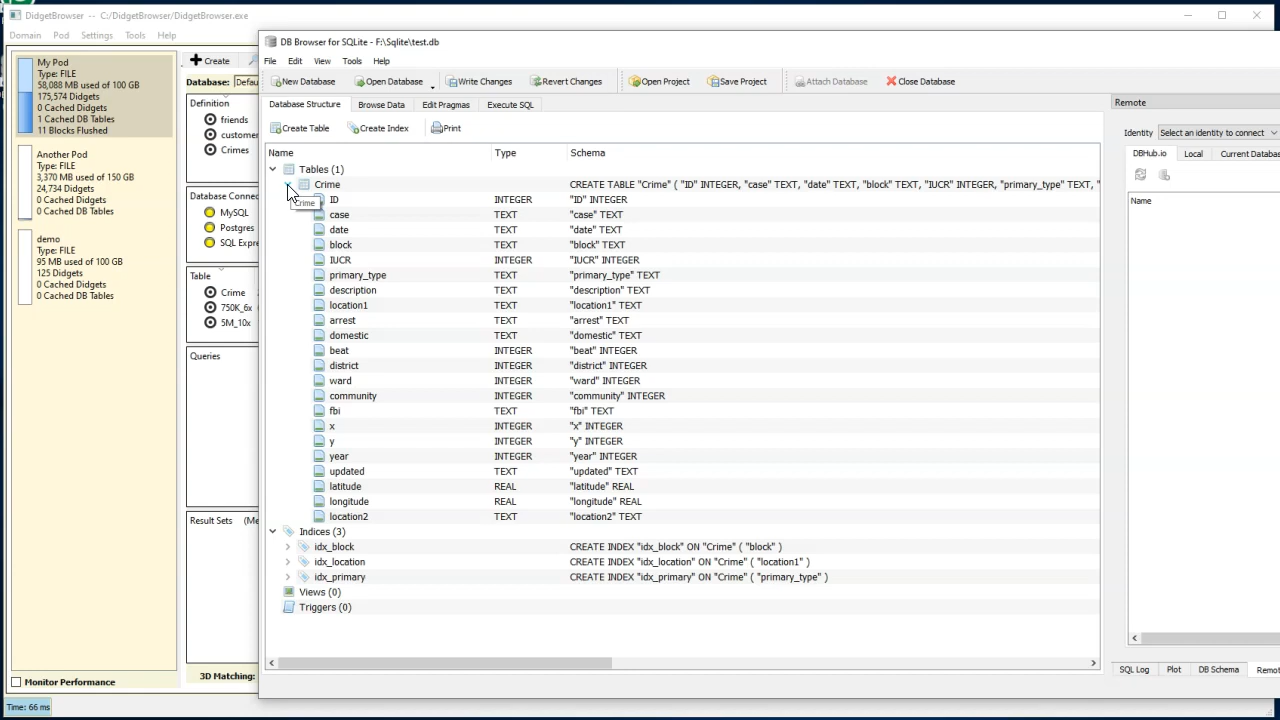 DidgetBrowser -- C:/DidgetBrowser/DidgetBrowser.exe
Domain Pod Settings Tools Help
My Pod
Type: FILE
58,088 MB used of 100 GB
175,574 Didgets
0 Cached Didgets
1 Cached DB Tables
11 Blocks Flushed
Another Pod
Type: FILE
3,370 MB used of 150 GB
24,734 Didgets
0 Cached Didgets
0 Cached DB Tables
demo
Type: FILE
95 MB used of 100 GB
125 Didgets
0 Cached Didgets
0 Cached DB Tables
Monitor Performance
Time: 66 ms
Create
Database:
Definition
friends
Crimes
Database Connec
MySQL
Postgres
SQL Expre
Table
Crime
750K_6x
5M_10x
Queries
Result Sets (Me
3D Matching:
DB Browser for SQLite - F:\Sqlite\test.db
File Edit View Tools Help
New Database Open Database Write Changes Revert Changes Open Project Save Project Attach Database Close Database
Database Structure Browse Data Edit Pragmas Execute SQL
Create Table Create Index Print
Name Type Schema
Tables (1)
Crime CREATE TABLE "Crime" ( "ID" INTEGER, "case" TEXT, "date" TEXT, "block" TEXT, "IUCR" INTEGER, "primary_type" TEXT, "
Crime
ID INTEGER "ID" INTEGER
case TEXT "case" TEXT
date TEXT "date" TEXT
block TEXT "block" TEXT
IUCR INTEGER "IUCR" INTEGER
primary_type TEXT "primary_type" TEXT
description TEXT "description" TEXT
location1 TEXT "location1" TEXT
arrest TEXT "arrest" TEXT
domestic TEXT "domestic" TEXT
beat INTEGER "beat" INTEGER
district INTEGER "district" INTEGER
ward INTEGER "ward" INTEGER
community INTEGER "community" INTEGER
fbi TEXT "fbi" TEXT
x INTEGER "x" INTEGER
y INTEGER "y" INTEGER
year INTEGER "year" INTEGER
updated TEXT "updated" TEXT
latitude REAL "latitude" REAL
longitude REAL "longitude" REAL
location2 TEXT "location2" TEXT
Indices (3)
idx_block CREATE INDEX "idx_block" ON "Crime" ( "block" )
idx_location CREATE INDEX "idx_location" ON "Crime" ( "location1" )
idx_primary CREATE INDEX "idx_primary" ON "Crime" ( "primary_type" )
Views (0)
Triggers (0)
Remote
Identity Select an identity to connect
DBHub.io Local Current Databas
Name
SQL Log Plot DB Schema Remot